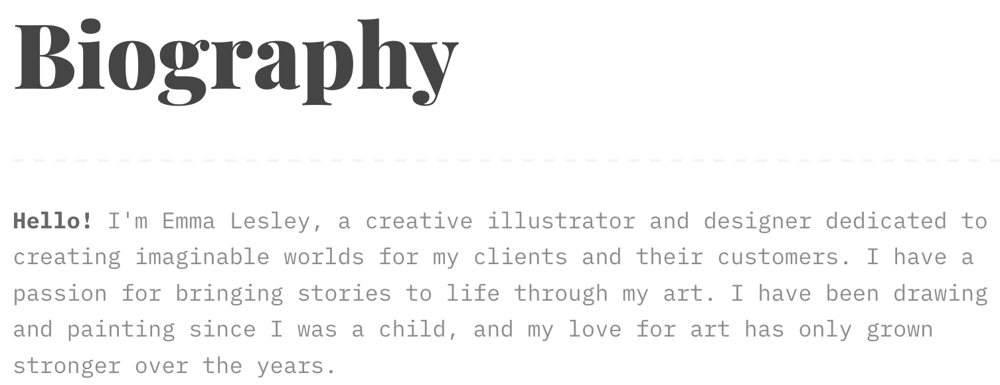 Biography
Hello! I'm Emma Lesley, a creative illustrator and designer dedicated to
creating imaginable worlds for my clients and their customers. I have a
passion for bringing stories to life through my art. I have been drawing
and painting since I was a child, and my love for art has only grown
stronger over the years.